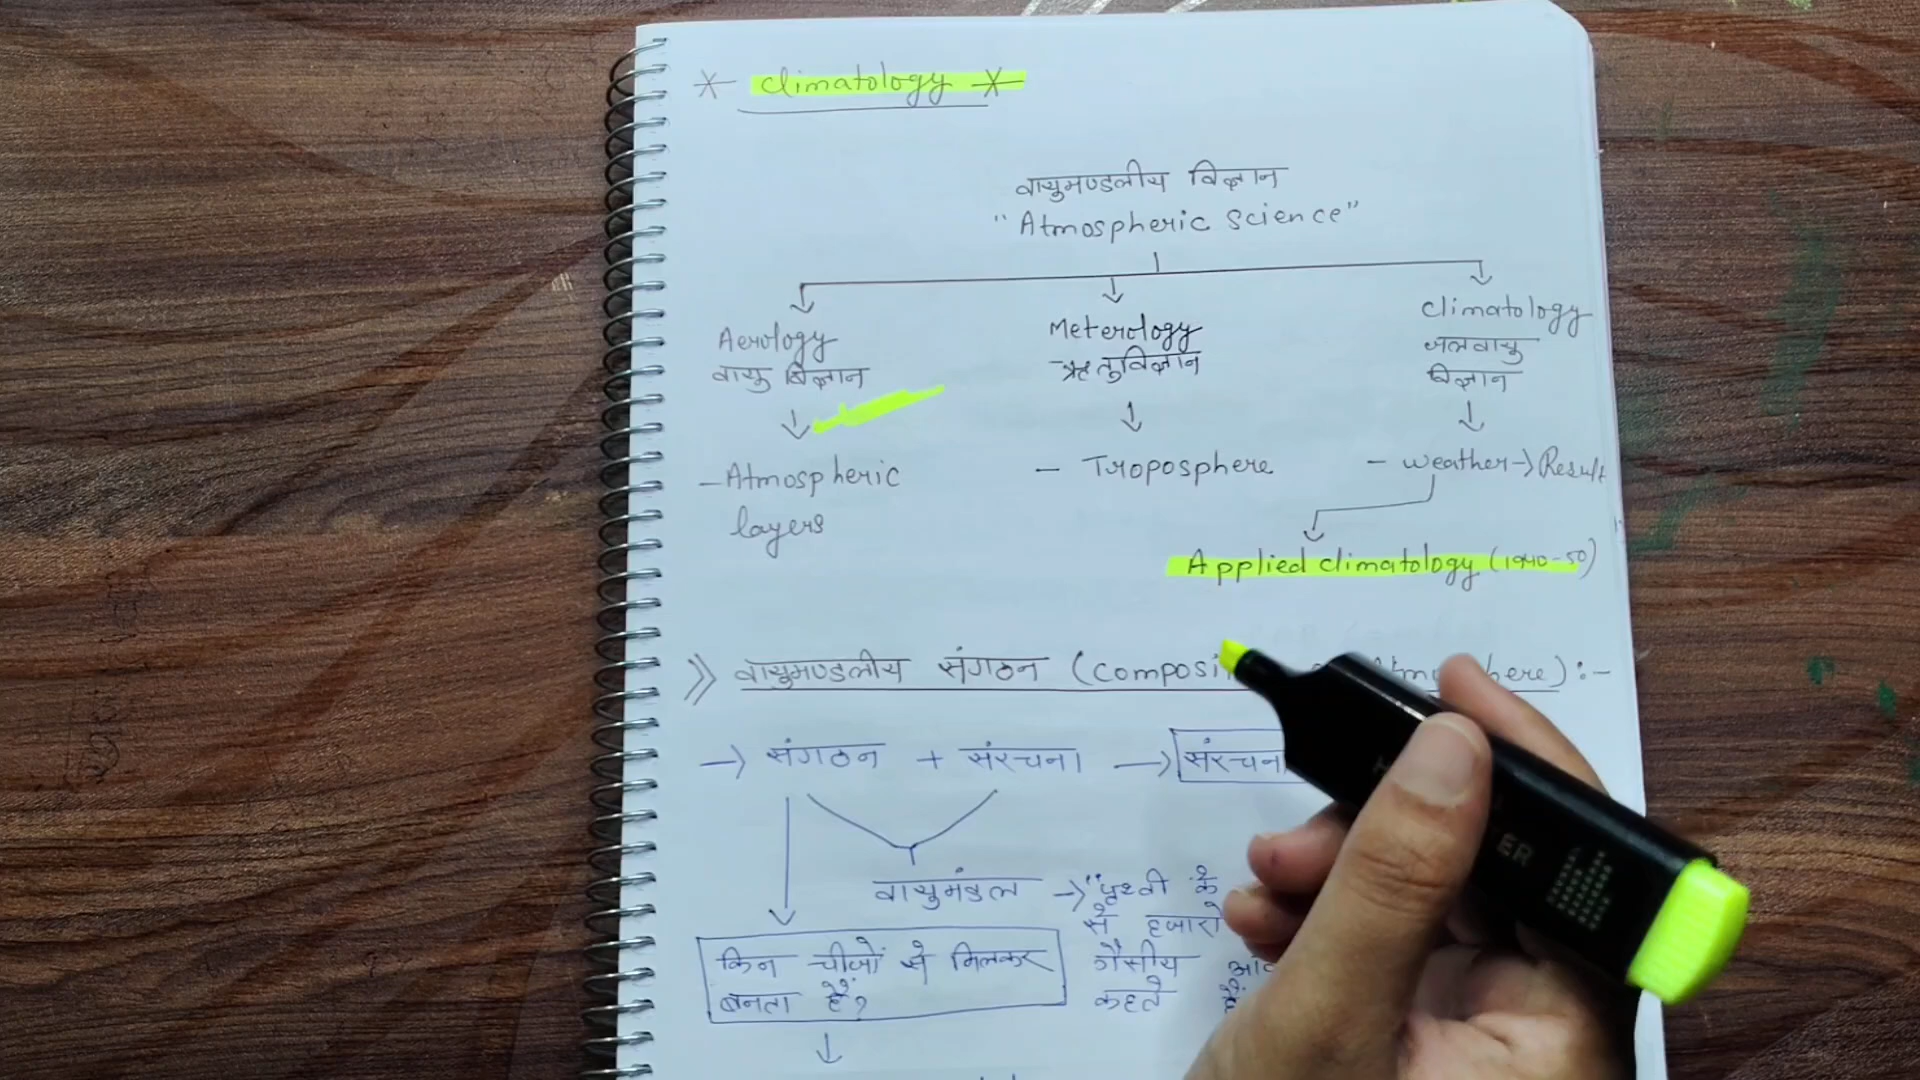 * Climatology *
वायुमण्डलीय विज्ञान
"Atmospheric Science"
Aerology
वायु विज्ञान
Meterology
ऋतुविज्ञान
Climatology
जलवायु
विज्ञान
- Atmospheric
layers
- Troposphere
- weather → Result
Applied climatology (1940-50)
» वायुमण्डलीय संगठन (Composi
→ संगठन + संरचना → संरचना
वायुमंडल → "पृथ्वी के
से हजारो
गैसीय
कहते
किन चीजों से मिलकर
बनता है?